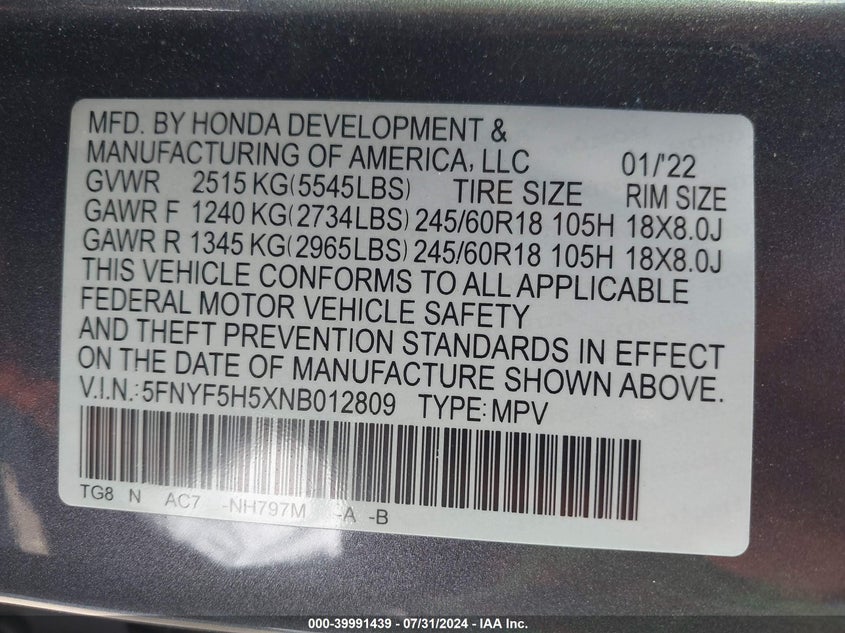 MFD. BY HONDA DEVELOPMENT &
MANUFACTURING OF AMERICA, LLC 01/'22
GVWR 2515 KG(5545LBS) TIRE SIZE RIM SIZE
GAWR F 1240 KG(2734LBS) 245/60R18 105H 18X8.0J
GAWR R 1345 KG(2965LBS) 245/60R18 105H 18X8.0J
THIS VEHICLE CONFORMS TO ALL APPLICABLE
FEDERAL MOTOR VEHICLE SAFETY
AND THEFT PREVENTION STANDARDS IN EFFECT
ON THE DATE OF MANUFACTURE SHOWN ABOVE.
V.I.N.:5FNYF5H5XNB012809 TYPE:MPV
TG8 N AC7 -NH797M -A -B
000-39991439 / 07/31/2024 - IAA Inc.